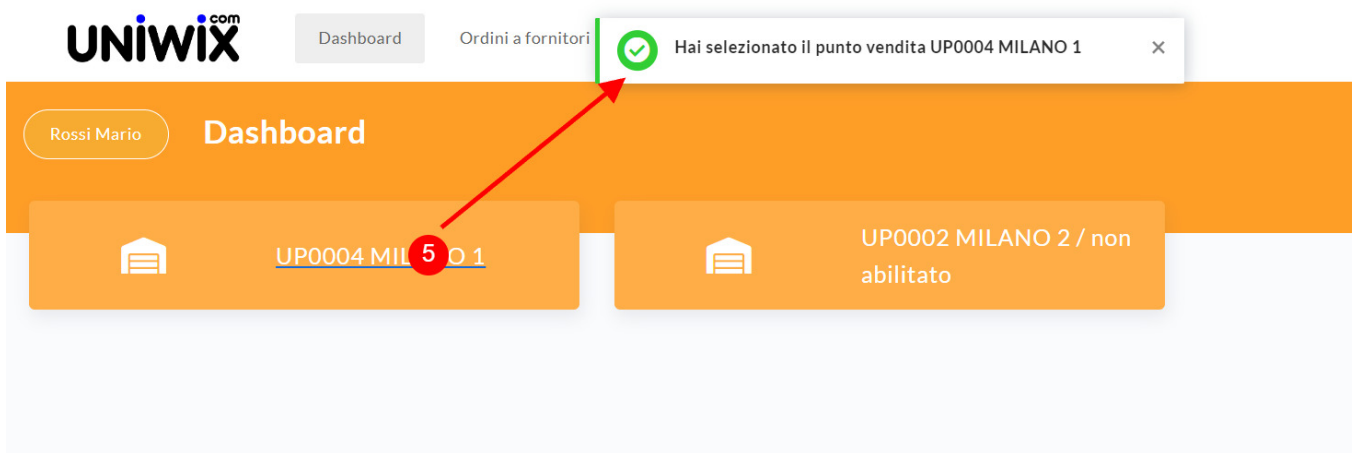 UNiWiX.com
Dashboard
Ordini a fornitori
Hai selezionato il punto vendita UP0004 MILANO 1
×
Rossi Mario
Dashboard
UP0004 MIL
5
O 1
UP0002 MILANO 2 / non
abilitato